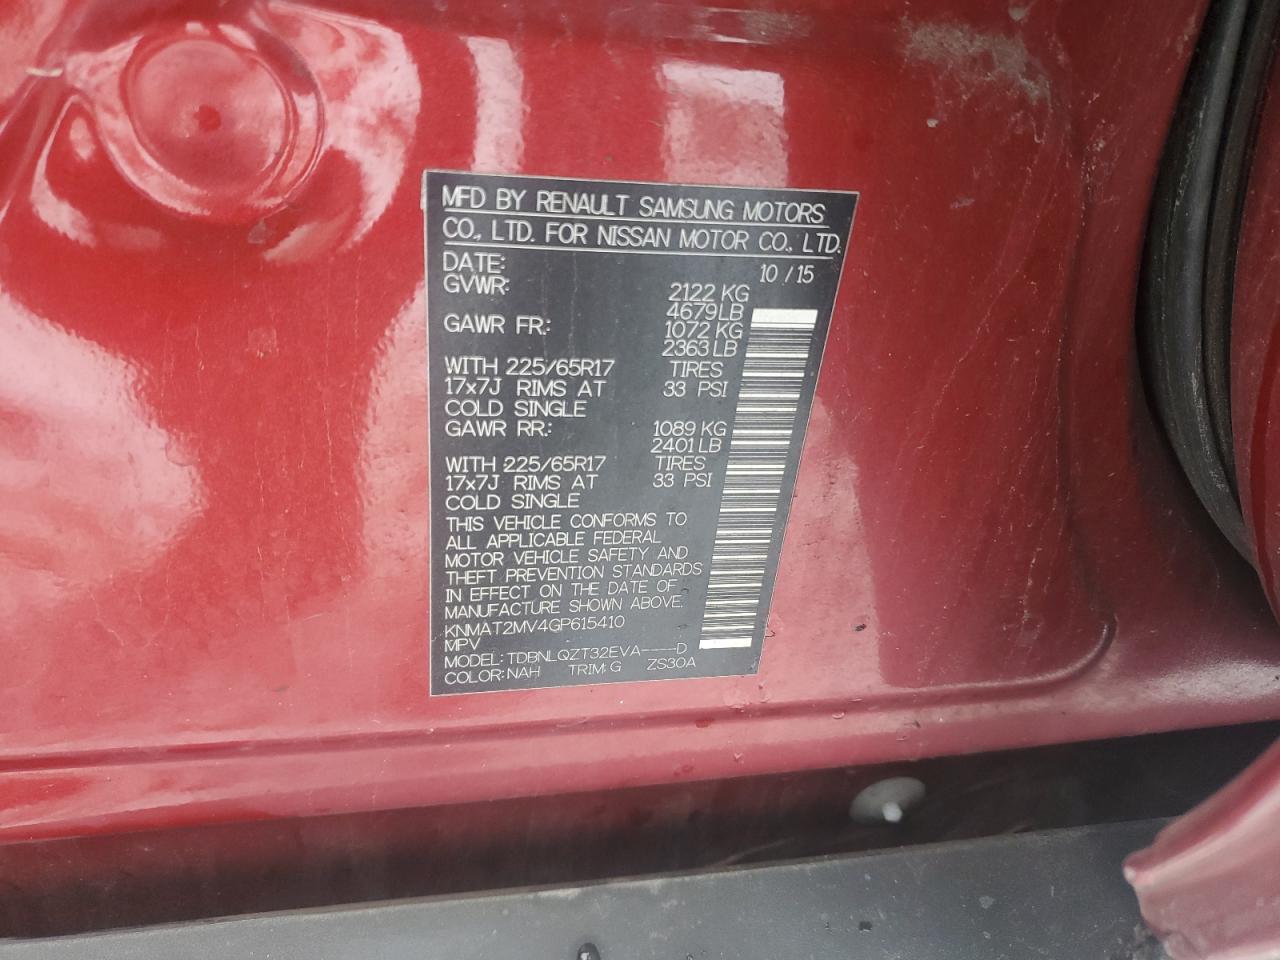 MFD BY RENAULT SAMSUNG MOTORS
CO., LTD. FOR NISSAN MOTOR CO., LTD.
DATE: 10 / 15
GVWR: 2122 KG
4679 LB
GAWR FR: 1072 KG
2363 LB
WITH 225/65R17 TIRES
17x7J RIMS AT 33 PSI
COLD SINGLE
GAWR RR: 1089 KG
2401 LB
WITH 225/65R17 TIRES
17x7J RIMS AT 33 PSI
COLD SINGLE
THIS VEHICLE CONFORMS TO
ALL APPLICABLE FEDERAL
MOTOR VEHICLE SAFETY AND
THEFT PREVENTION STANDARDS
IN EFFECT ON THE DATE OF
MANUFACTURE SHOWN ABOVE.
KNMAT2MV4GP615410
MPV
MODEL: TDBNLQZT32EVA----D
COLOR: NAH TRIM: G ZS30A